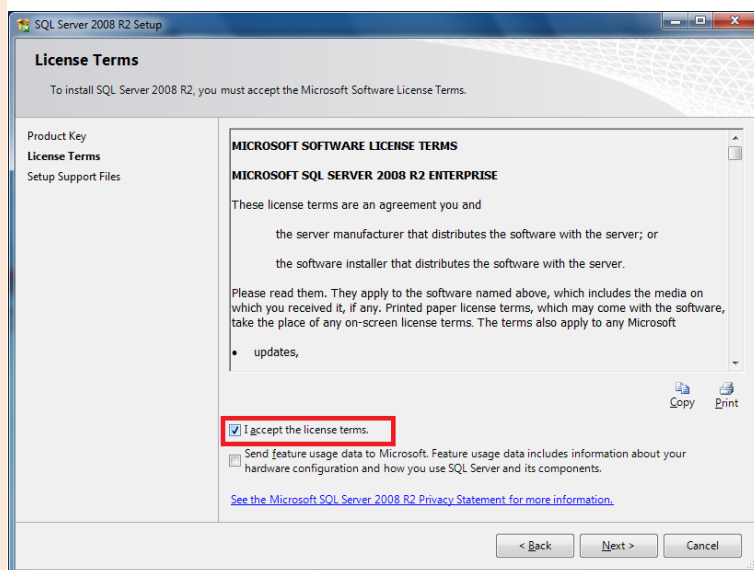 SQL Server 2008 R2 Setup
License Terms
To install SQL Server 2008 R2, you must accept the Microsoft Software License Terms.
Product Key
License Terms
Setup Support Files
MICROSOFT SOFTWARE LICENSE TERMS
MICROSOFT SQL SERVER 2008 R2 ENTERPRISE
These license terms are an agreement you and
the server manufacturer that distributes the software with the server; or
the software installer that distributes the software with the server.
Please read them. They apply to the software named above, which includes the media on
which you received it, if any. Printed paper license terms, which may come with the software,
take the place of any on-screen license terms. The terms also apply to any Microsoft
• updates,
Copy Print
I accept the license terms.
Send feature usage data to Microsoft. Feature usage data includes information about your
hardware configuration and how you use SQL Server and its components.
See the Microsoft SQL Server 2008 R2 Privacy Statement for more information.
< Back Next > Cancel